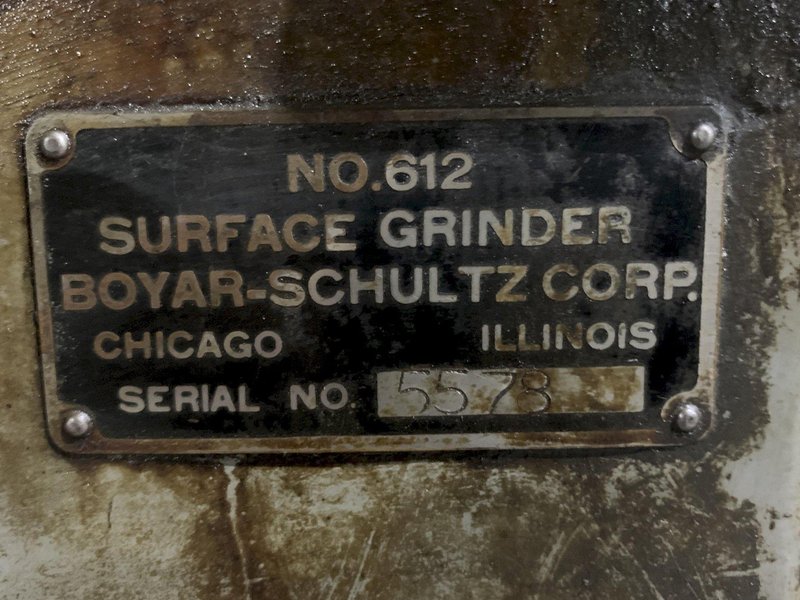 NO.612
SURFACE GRINDER
BOYAR-SCHULTZ CORP.
CHICAGO ILLINOIS
SERIAL NO. 5578